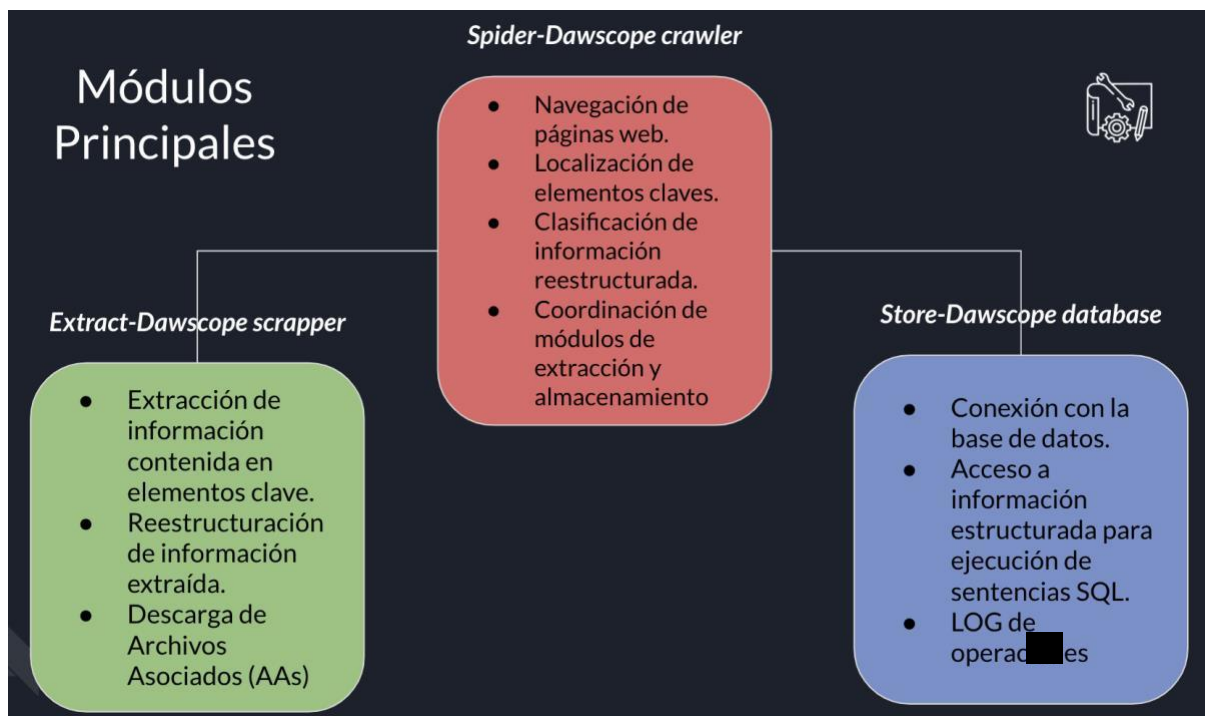 Módulos
Principales
Spider-Dawscope crawler
● Navegación de
páginas web.
● Localización de
elementos claves.
● Clasificación de
información
reestructurada.
● Coordinación de
módulos de
extracción y
almacenamiento
Extract-Dawscope scrapper
● Extracción de
información
contenida en
elementos clave.
● Reestructuración
de información
extraída.
● Descarga de
Archivos
Asociados (AAs)
Store-Dawscope database
● Conexión con la
base de datos.
● Acceso a
información
estructurada para
ejecución de
sentencias SQL.
● LOG de